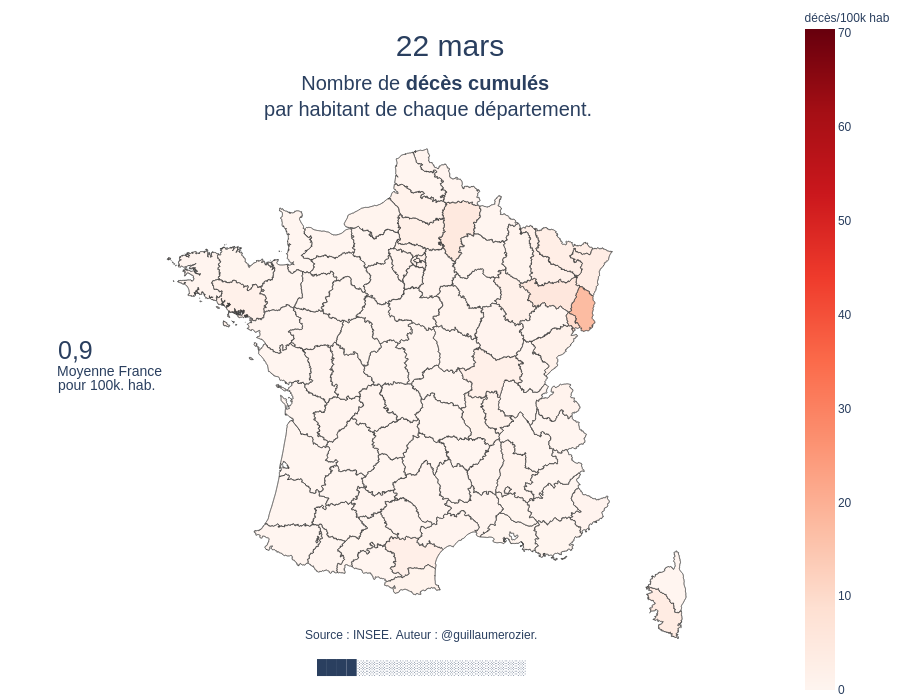 décès/100k hab
22 mars
Nombre de décès cumulés
par habitant de chaque département.
70
60
50
40
30
20
10
0
0,9
Moyenne France
pour 100k. hab.
Source : INSEE. Auteur : @guillaumerozier.